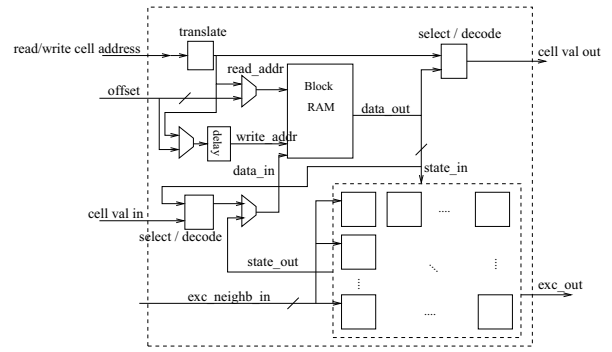 translate
select / decode
read/write cell address
cell val out
read_addr
offset
Block
RAM
data_out
delay
write_addr
data_in
state_in
cell val in
select / decode
....
state_out
exc_neighb_in
exc_out
....